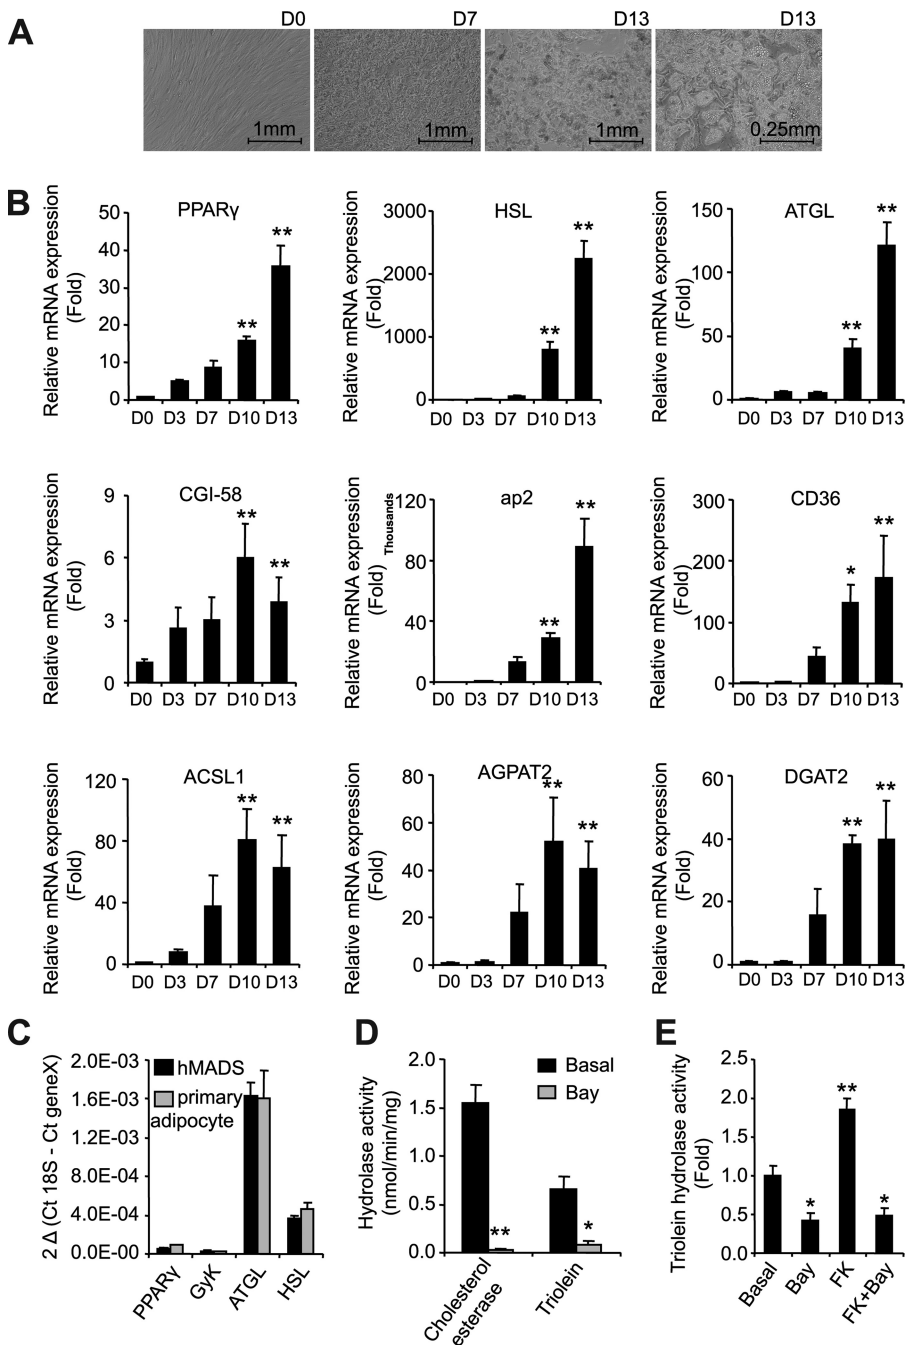 A
D0 D7 D13 D13
1mm 1mm 1mm 0.25mm
B
PPARγ
Relative mRNA expression
(Fold)
50
40
30
20
10
0
**
**
D0 D3 D7 D10 D13
HSL
Relative mRNA expression
(Fold)
3000
2000
1000
0
**
**
D0 D3 D7 D10 D13
ATGL
Relative mRNA expression
(Fold)
150
100
50
0
**
**
D0 D3 D7 D10 D13
CGI-58
Relative mRNA expression
(Fold)
9
6
3
0
**
**
D0 D3 D7 D10 D13
ap2
Relative mRNA expression
(Fold)
Thousands
120
80
40
0
**
**
D0 D3 D7 D10 D13
CD36
Relative mRNA expression
(Fold)
300
200
100
0
*
**
D0 D3 D7 D10 D13
ACSL1
Relative mRNA expression
(Fold)
120
80
40
0
**
**
D0 D3 D7 D10 D13
AGPAT2
Relative mRNA expression
(Fold)
80
60
40
20
0
**
**
D0 D3 D7 D10 D13
DGAT2
Relative mRNA expression
(Fold)
60
40
20
0
**
**
D0 D3 D7 D10 D13
C
2 Δ (Ct 18S - Ct geneX)
2.0E-03
1.6E-03
1.2E-03
8.0E-04
4.0E-04
0.0E-00
hMADS
primary
adipocyte
PPARγ GyK ATGL HSL
D
Hydrolase activity
(nmol/min/mg)
2.0
1.5
1.0
0.5
0.0
Basal
Bay
**
*
Cholesterol
esterase
Triolein
E
Triolein hydrolase activity
(Fold)
2.5
2.0
1.5
1.0
0.5
0.0
*
**
*
Basal Bay FK FK+Bay